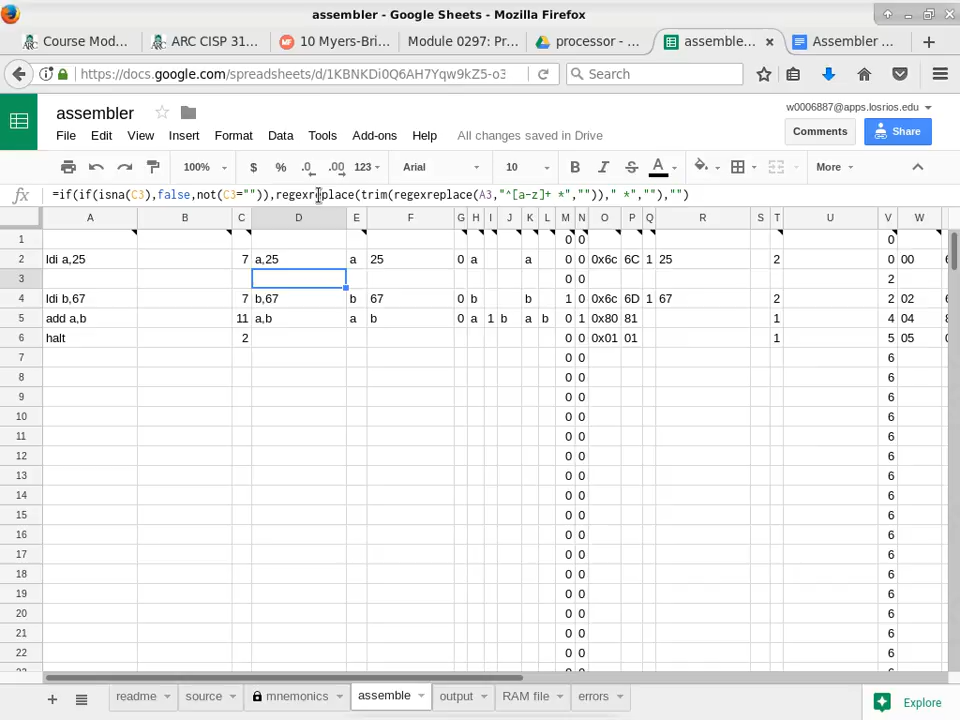 assembler - Google Sheets - Mozilla Firefox
Course Mod... ARC CISP 31... 10 Myers-Bri... Module 0297: Pr... processor - ... assemble... Assembler ...
https://docs.google.com/spreadsheets/d/1KBNKDi0Q6AH7Yqw9kZ5-o3 Search
assembler w0006887@apps.losrios.edu
File Edit View Insert Format Data Tools Add-ons Help All changes saved in Drive Comments Share
100% $ % .0 .00 123 Arial 10 B I S A More
fx =if(if(isna(C3),false,not(C3="")),regexreplace(trim(regexreplace(A3,"^[a-z]+ *",""))," *",""),"")
A B C D E F G H I J K L M N O P Q R S T U V W
1 0 0 0
2 ldi a,25 7 a,25 a 25 0 a a 0 0 0x6c 6C 1 25 2 0 00 6
3 0 0 2
4 ldi b,67 7 b,67 b 67 0 b b 1 0 0x6c 6D 1 67 2 2 02 6
5 add a,b 11 a,b a b 0 a 1 b a b 0 1 0x80 81 1 4 04 8
6 halt 2 0 0 0x01 01 1 5 05 0
7 0 0 6
8 0 0 6
9 0 0 6
10 0 0 6
11 0 0 6
12 0 0 6
13 0 0 6
14 0 0 6
15 0 0 6
16 0 0 6
17 0 0 6
18 0 0 6
19 0 0 6
20 0 0 6
21 0 0 6
22 0 0 6
readme source mnemonics assemble output RAM file errors Explore